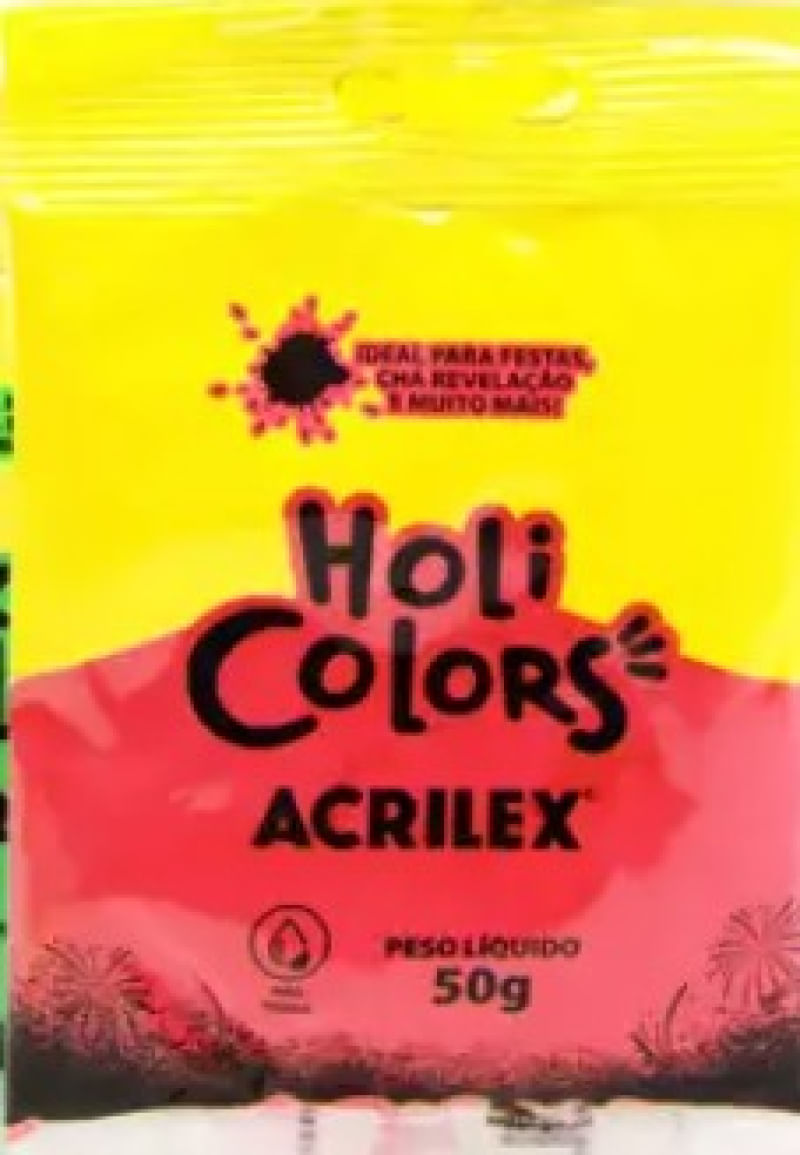 IDEAL PARA FESTAS,
CHÁ REVELAÇÃO
E MUITO MAIS!
HOLi
COLORS
ACRILEX
PESO LÍQUIDO
50g